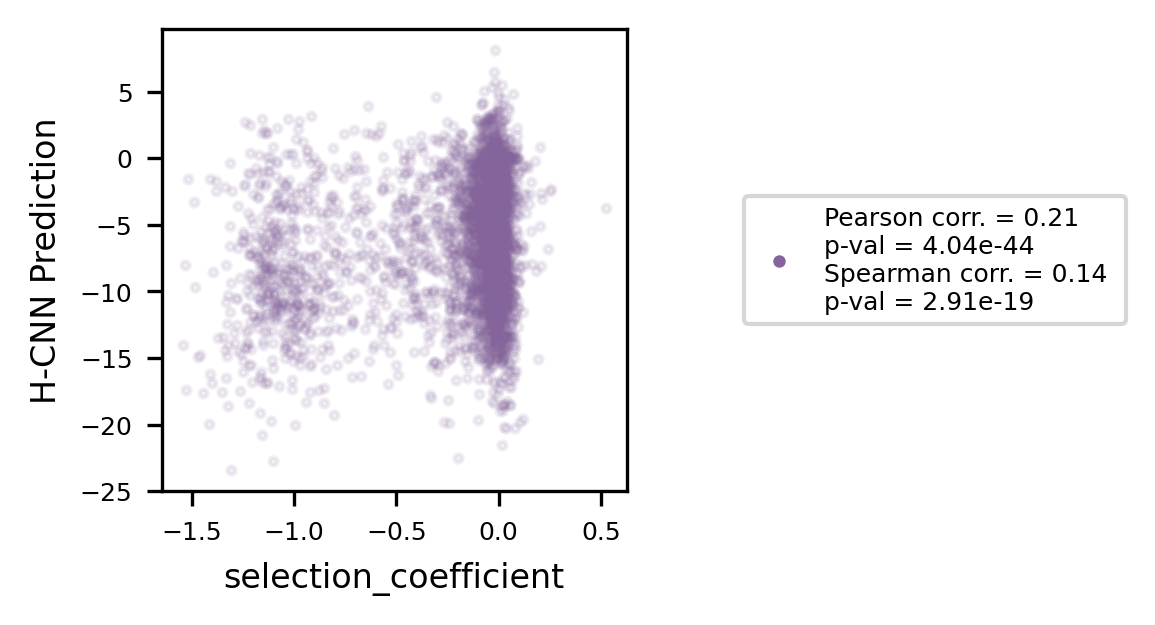 H-CNN Prediction
5
0
−5
−10
−15
−20
−25
−1.5
−1.0
−0.5
0.0
0.5
selection_coefficient
Pearson corr. = 0.21
p-val = 4.04e-44
Spearman corr. = 0.14
p-val = 2.91e-19